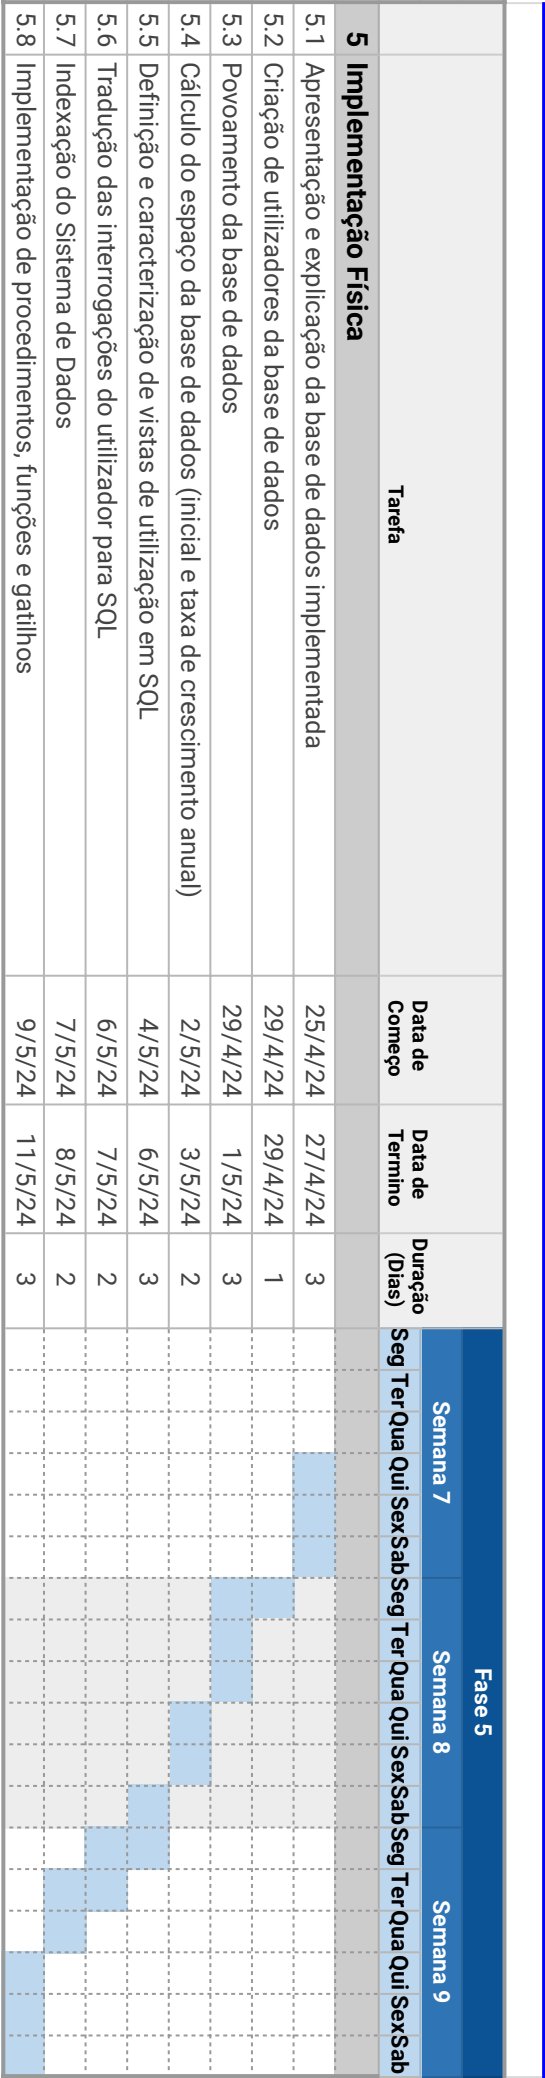 Fase 5
Tarefa Data de Começo Data de Termino Duração (Dias) Semana 7 Semana 8 Semana 9
Seg Ter Qua Qui Sex Sab Seg Ter Qua Qui Sex Sab Seg Ter Qua Qui Sex Sab
5 Implementação Física
5.1 Apresentação e explicação da base de dados implementada 25/4/24 27/4/24 3
5.2 Criação de utilizadores da base de dados 29/4/24 29/4/24 1
5.3 Povoamento da base de dados 29/4/24 1/5/24 3
5.4 Cálculo do espaço da base de dados (inicial e taxa de crescimento anual) 2/5/24 3/5/24 2
5.5 Definição e caracterização de vistas de utilização em SQL 4/5/24 6/5/24 3
5.6 Tradução das interrogações do utilizador para SQL 6/5/24 7/5/24 2
5.7 Indexação do Sistema de Dados 7/5/24 8/5/24 2
5.8 Implementação de procedimentos, funções e gatilhos 9/5/24 11/5/24 3